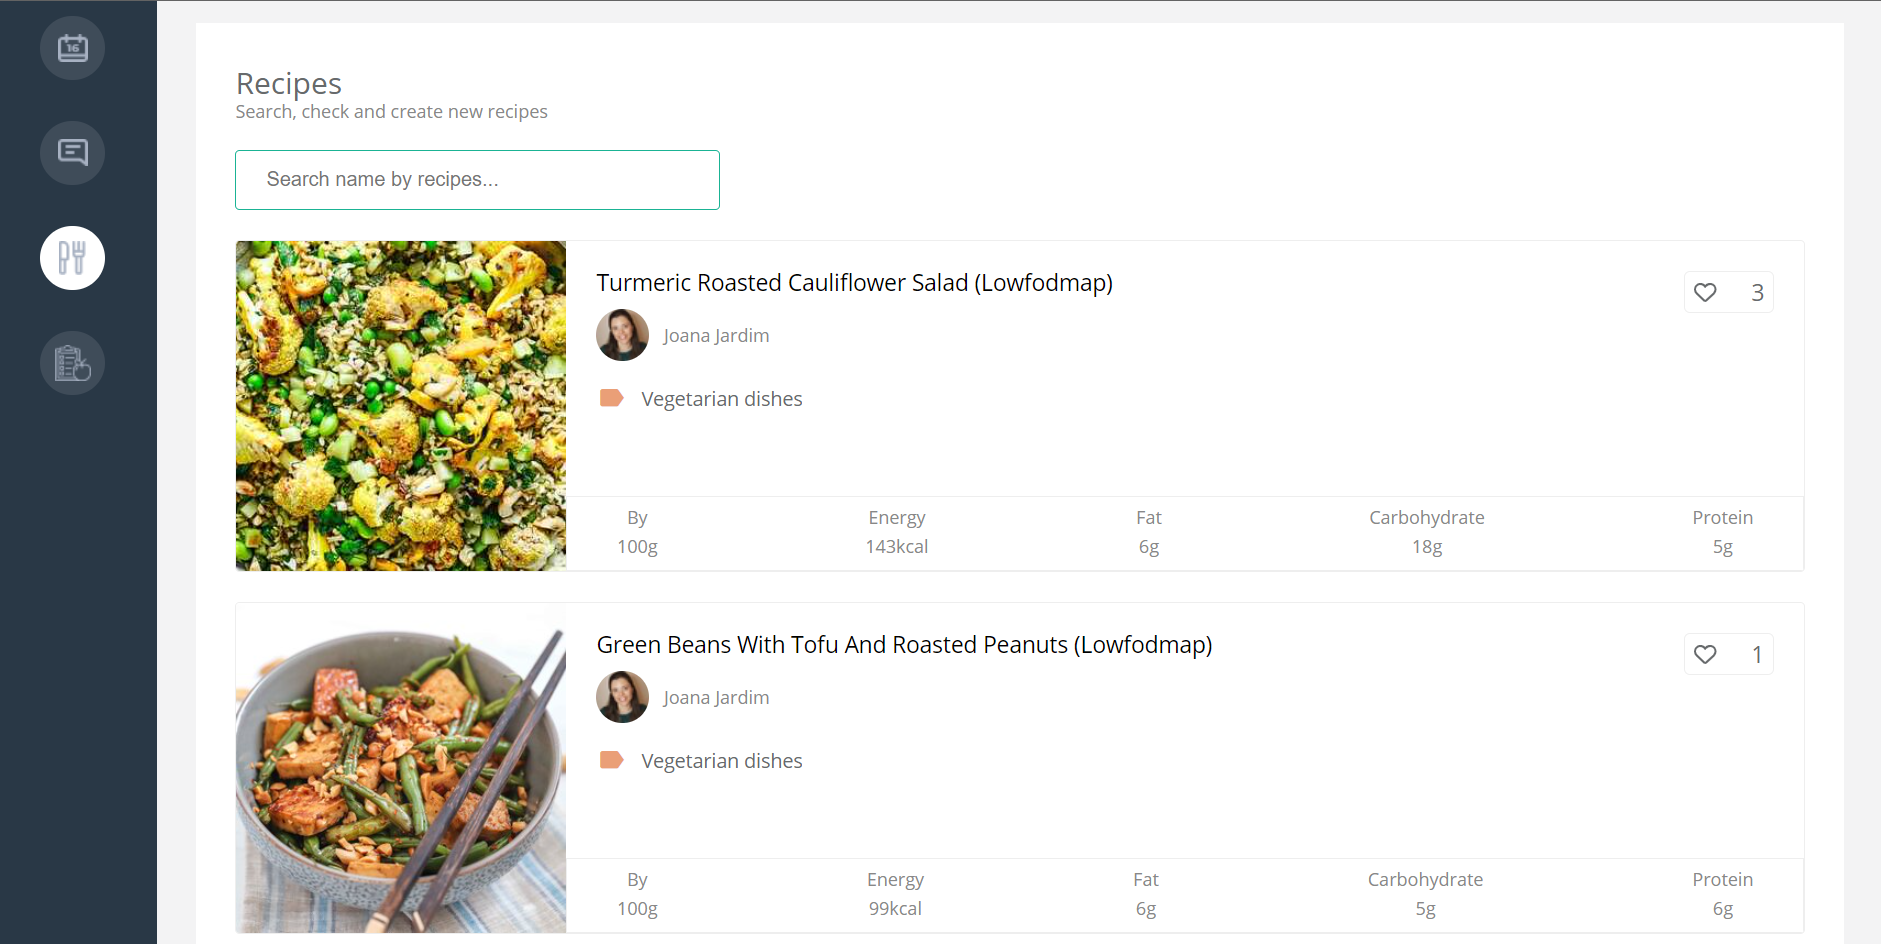 16
Recipes
Search, check and create new recipes
Search name by recipes...
Turmeric Roasted Cauliflower Salad (Lowfodmap)
3
Joana Jardim
Vegetarian dishes
By Energy Fat Carbohydrate Protein
100g 143kcal 6g 18g 5g
Green Beans With Tofu And Roasted Peanuts (Lowfodmap)
1
Joana Jardim
Vegetarian dishes
By Energy Fat Carbohydrate Protein
100g 99kcal 6g 5g 6g